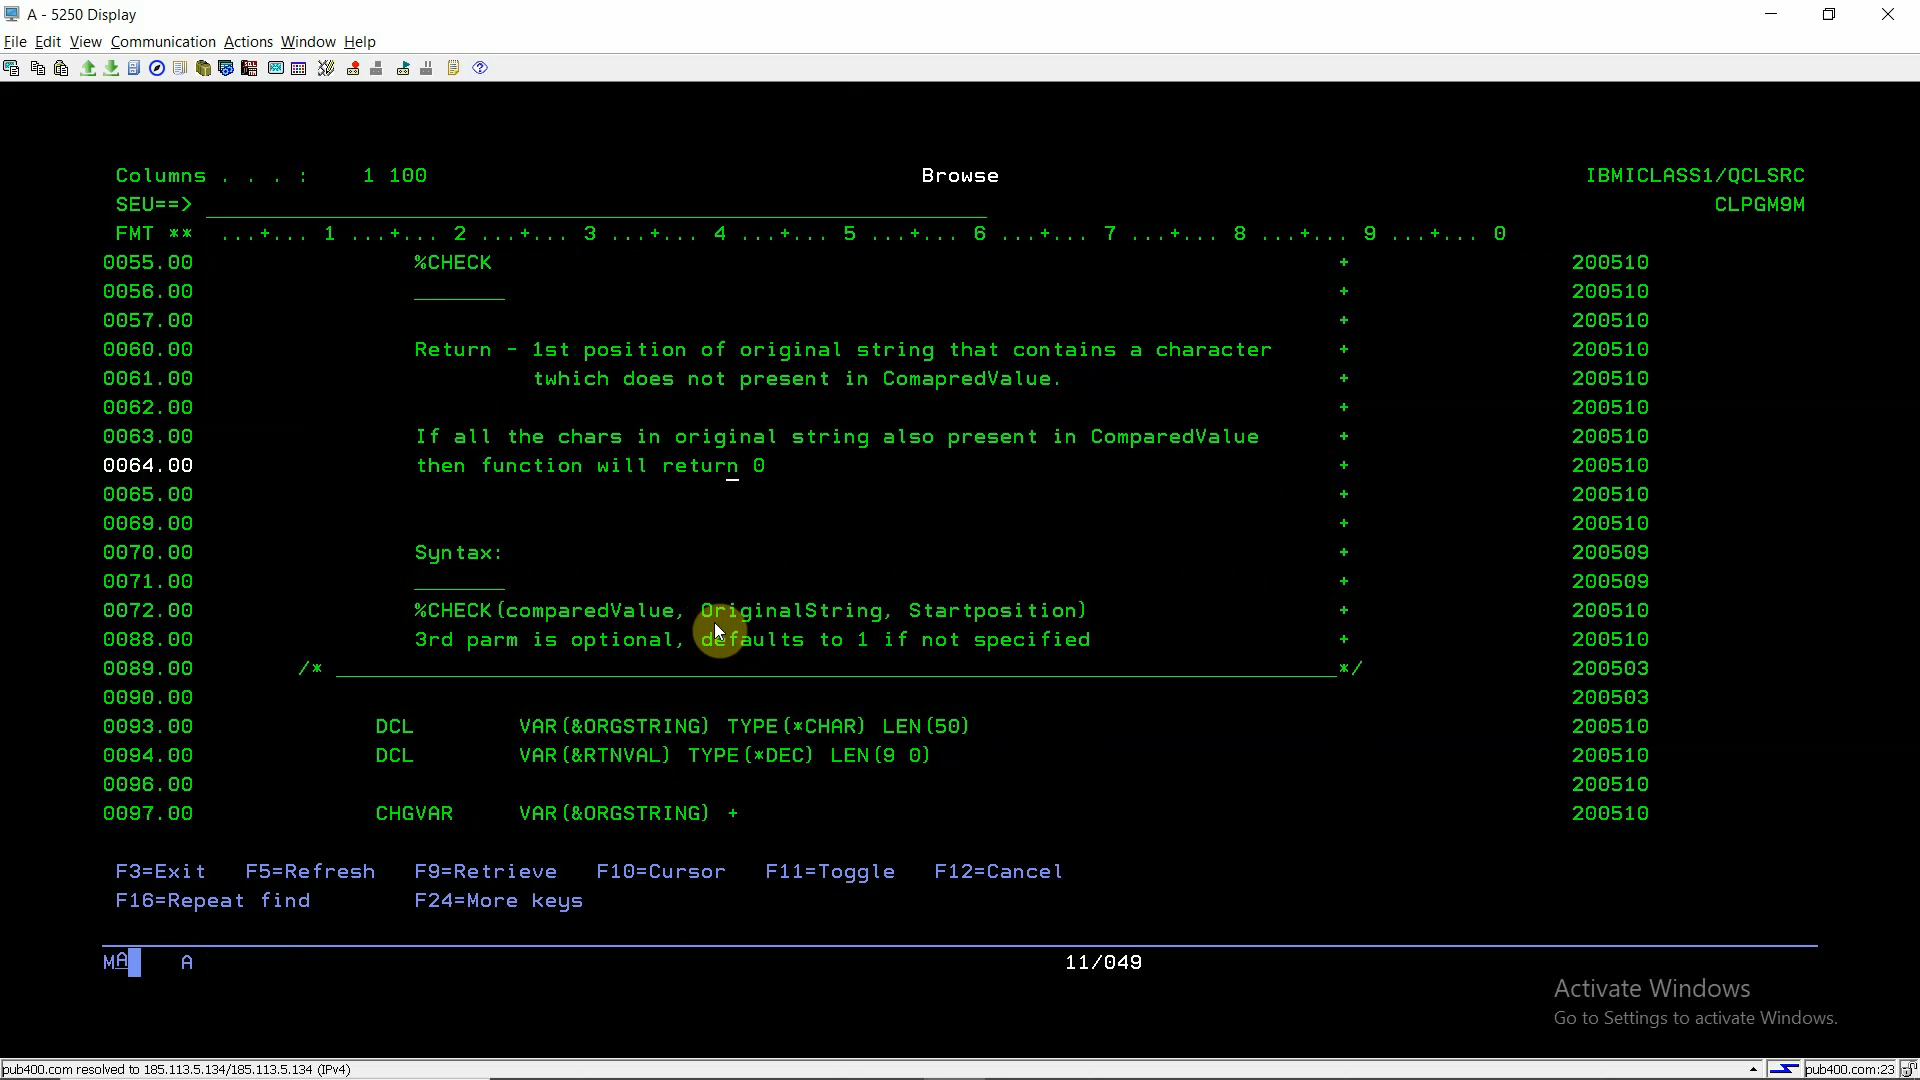 A - 5250 Display
File Edit View Communication Actions Window Help
Columns . . . : 1 100 Browse IBMICLASS1/QCLSRC
SEU==> CLPGM9M
FMT ** ...+... 1 ...+... 2 ...+... 3 ...+... 4 ...+... 5 ...+... 6 ...+... 7 ...+... 8 ...+... 9 ...+... 0
0055.00 %CHECK + 200510
0056.00 _______ + 200510
0057.00 + 200510
0060.00 Return - 1st position of original string that contains a character + 200510
0061.00 twhich does not present in ComapredValue. + 200510
0062.00 + 200510
0063.00 If all the chars in original string also present in ComparedValue + 200510
0064.00 then function will return 0 + 200510
0065.00 + 200510
0069.00 + 200510
0070.00 Syntax: + 200509
0071.00 _______ + 200509
0072.00 %CHECK(comparedValue, OriginalString, Startposition) + 200510
0088.00 3rd parm is optional, defaults to 1 if not specified + 200510
0089.00 /* _____________________________________________________________________________*/ 200503
0090.00 200503
0093.00 DCL VAR(&ORGSTRING) TYPE(*CHAR) LEN(50) 200510
0094.00 DCL VAR(&RTNVAL) TYPE(*DEC) LEN(9 0) 200510
0096.00 200510
0097.00 CHGVAR VAR(&ORGSTRING) + 200510
F3=Exit F5=Refresh F9=Retrieve F10=Cursor F11=Toggle F12=Cancel
F16=Repeat find F24=More keys
MA A 11/049
Activate Windows
Go to Settings to activate Windows.
pub400.com resolved to 185.113.5.134/185.113.5.134 (IPv4) pub400.com:23